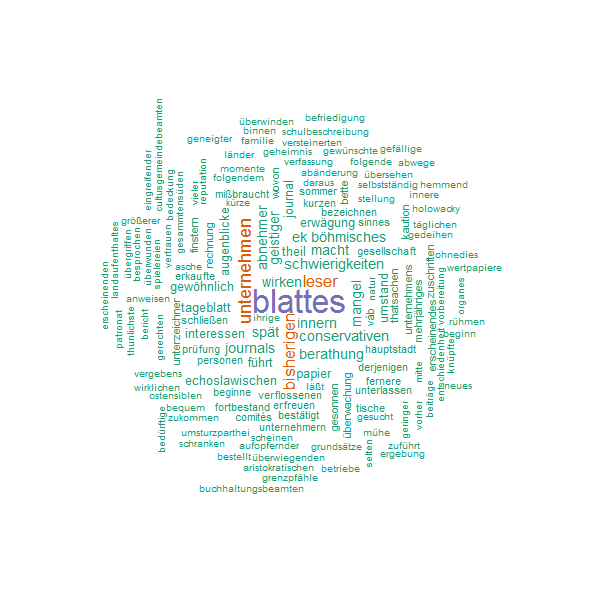 überwinden
befriedigung
binnen
schulbeschreibung
geneigter
familie
versteinerten
länder
geheimnis
gewünschte
gefällige
momente
verfassung
folgende
abwege
folgendem
wovon
abänderung
übersehen
eingreifender
cultusgemeindebeamten
vieler
reputation
mißbraucht
journal
daraus
sommer
bette
selbstständig
hemmend
kürze
kurzen
stellung
innere
bedeckung
gesammtensüden
finstern
rechnung
augenblicke
abnehmer
geistiger
bezeichnen
holowacky
größerer
erwägung
sinnes
kaution
täglichen
landaufenthaltes
übergriffen
besprochen
überwunden
spielereien
vertrauen
unternehmen
ek
böhmisches
gedeihen
theil
macht
gesellschaft
ohnedies
asche
erkaufte
wirken
leser
schwierigkeiten
wertpapiere
erscheinenden
gewöhnlich
blattes
mangel
natur
umstand
thatsachen
unternehmens
mehrjähriges
zuschriften
organes
anweisen
tageblatt
patronat
thunlichste
bericht
gerechten
unterzeichner
schließen
ihrige
innern
váb
rühmen
interessen
spät
bisherigen
conservativen
erscheinendes
vorbereitung
beginn
prüfung
journals
berathung
hauptstadt
entschiedenheit
knüpften
personen
führt
derjenigen
mitte
vergebens
papier
wirklichen
echoslawischen
läßt
fernere
neues
ostensiblen
beginne
verflossenen
gesonnen
überwachung
unterlassen
beiträge
bequem
fortbestand
erfreuen
tische
vorher
geringer
zukommen
comités
bestätigt
gesucht
bedürftige
umsturzparthei
unternehmern
mühe
scheinen
schranken
aufopfernder
grundsätze
selten
zuführt
bestellt
überwiegenden
ergebung
aristokratischen
betriebe
grenzpfähle
buchhaltungsbeamten